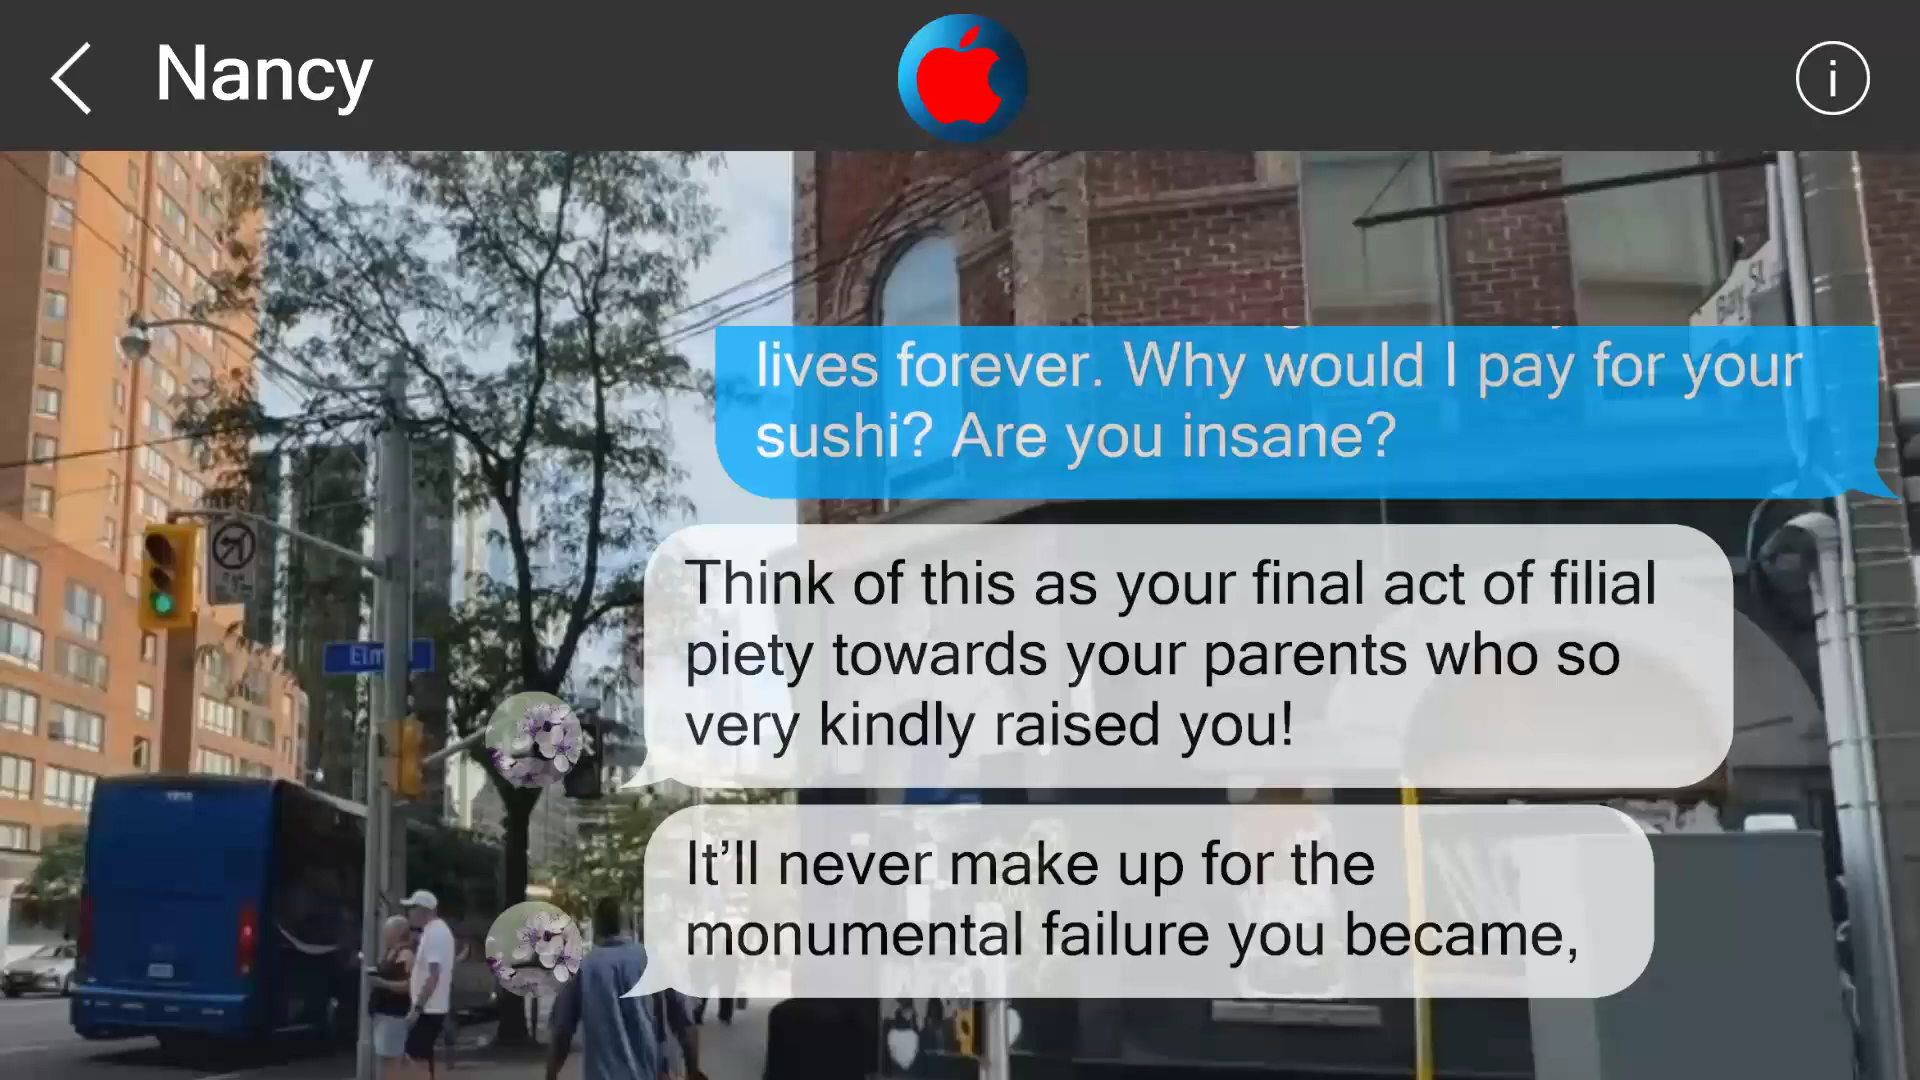 Nancy
lives forever. Why would I pay for your
sushi? Are you insane?
Think of this as your final act of filial
piety towards your parents who so
very kindly raised you!
It’ll never make up for the
monumental failure you became,
Elm